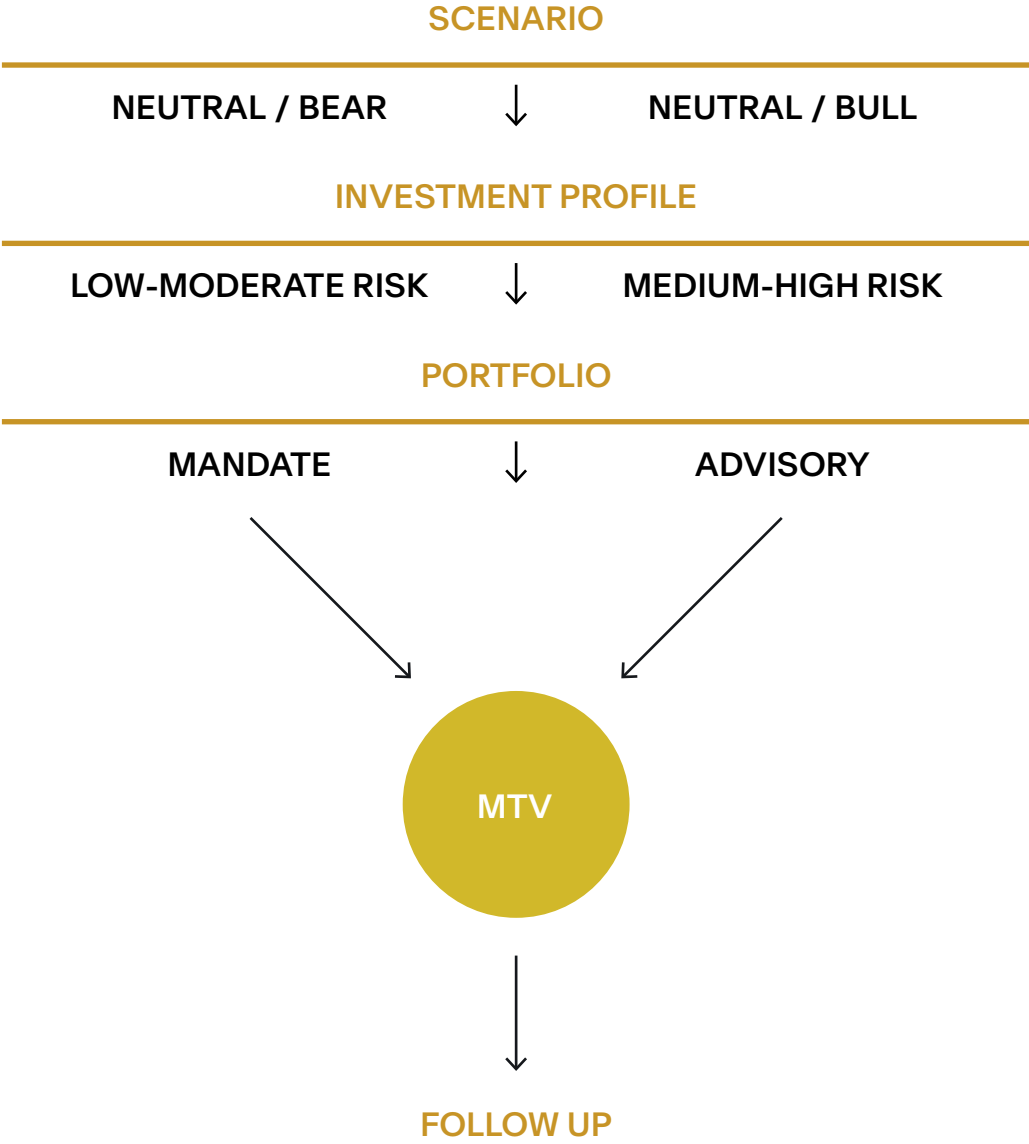 SCENARIO
NEUTRAL / BEAR
NEUTRAL / BULL
INVESTMENT PROFILE
LOW-MODERATE RISK
MEDIUM-HIGH RISK
PORTFOLIO
MANDATE
ADVISORY
MTV
FOLLOW UP